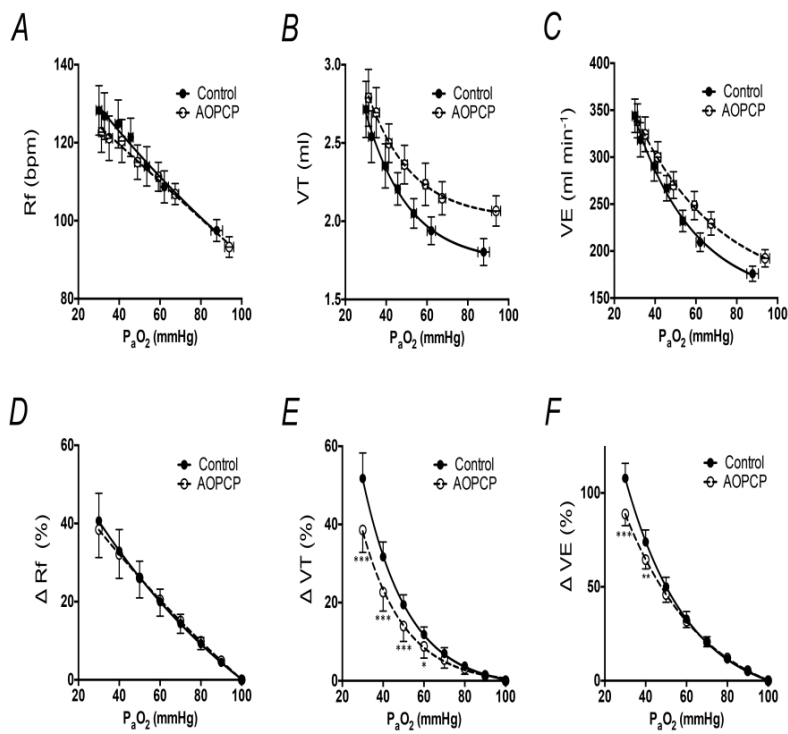 A
B
C
140
120
100
80
Rf (bpm)
Control
AOPCP
20 40 60 80 100
PaO2 (mmHg)
3.0
2.5
2.0
1.5
VT (ml)
Control
AOPCP
20 40 60 80 100
PaO2 (mmHg)
400
350
300
250
200
150
VE (ml min-1)
Control
AOPCP
20 40 60 80 100
PaO2 (mmHg)
D
E
F
60
40
20
0
Δ Rf (%)
Control
AOPCP
20 40 60 80 100
PaO2 (mmHg)
60
40
20
0
Δ VT (%)
Control
AOPCP
***
***
***
*
20 40 60 80 100
PaO2 (mmHg)
100
50
0
Δ VE (%)
Control
AOPCP
***
**
20 40 60 80 100
PaO2 (mmHg)